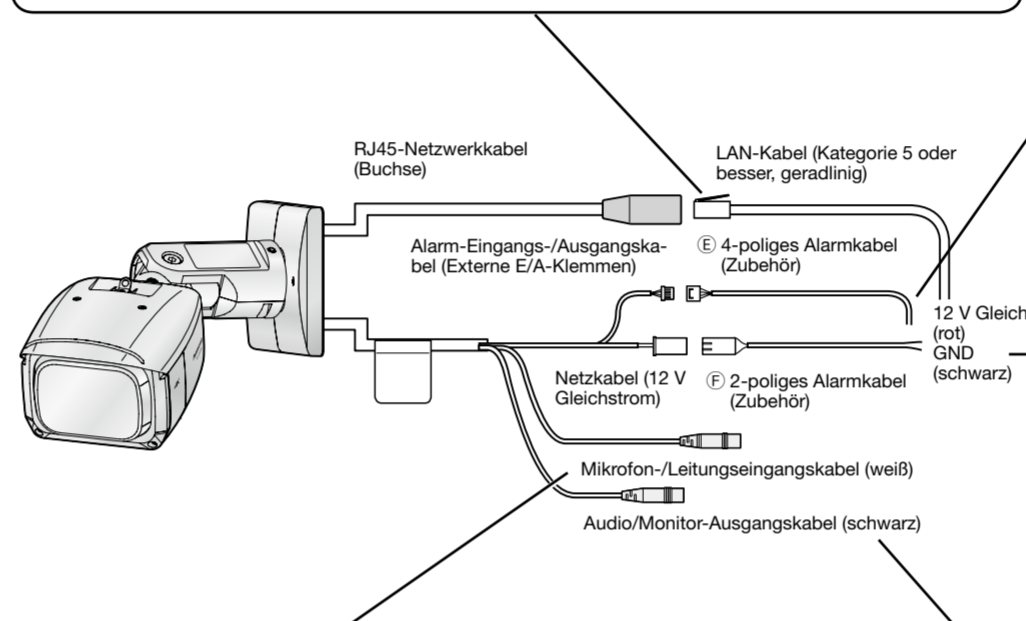 RJ45-Netzwerkkabel
(Buchse)
LAN-Kabel (Kategorie 5 oder
besser, geradlinig)
Alarm-Eingangs-/Ausgangska-
bel (Externe E/A-Klemmen)
Ⓔ 4-poliges Alarmkabel
(Zubehör)
12 V Gleich
(rot)
GND
(schwarz)
Netzkabel (12 V
Gleichstrom)
Ⓕ 2-poliges Alarmkabel
(Zubehör)
Mikrofon-/Leitungseingangskabel (weiß)
Audio/Monitor-Ausgangskabel (schwarz)